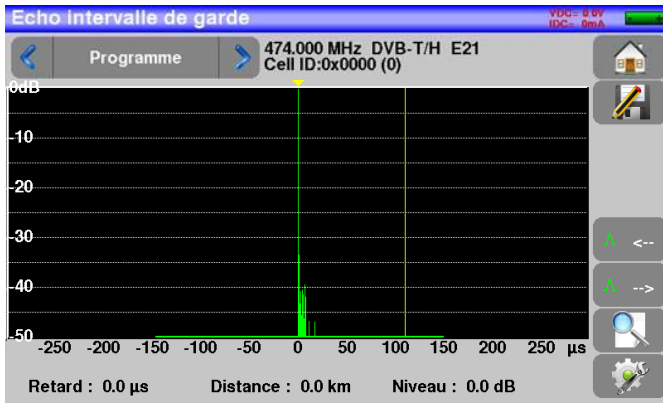 Echo intervalle de garde
VDC= 0.0V
IDC= 0mA
Programme
474.000 MHz DVB-T/H E21
Cell ID:0x0000 (0)
0dB
-10
-20
-30
-40
-50
-250 -200 -150 -100 -50 0 50 100 150 200 250 µs
<--
-->
Retard : 0.0 µs Distance : 0.0 km Niveau : 0.0 dB